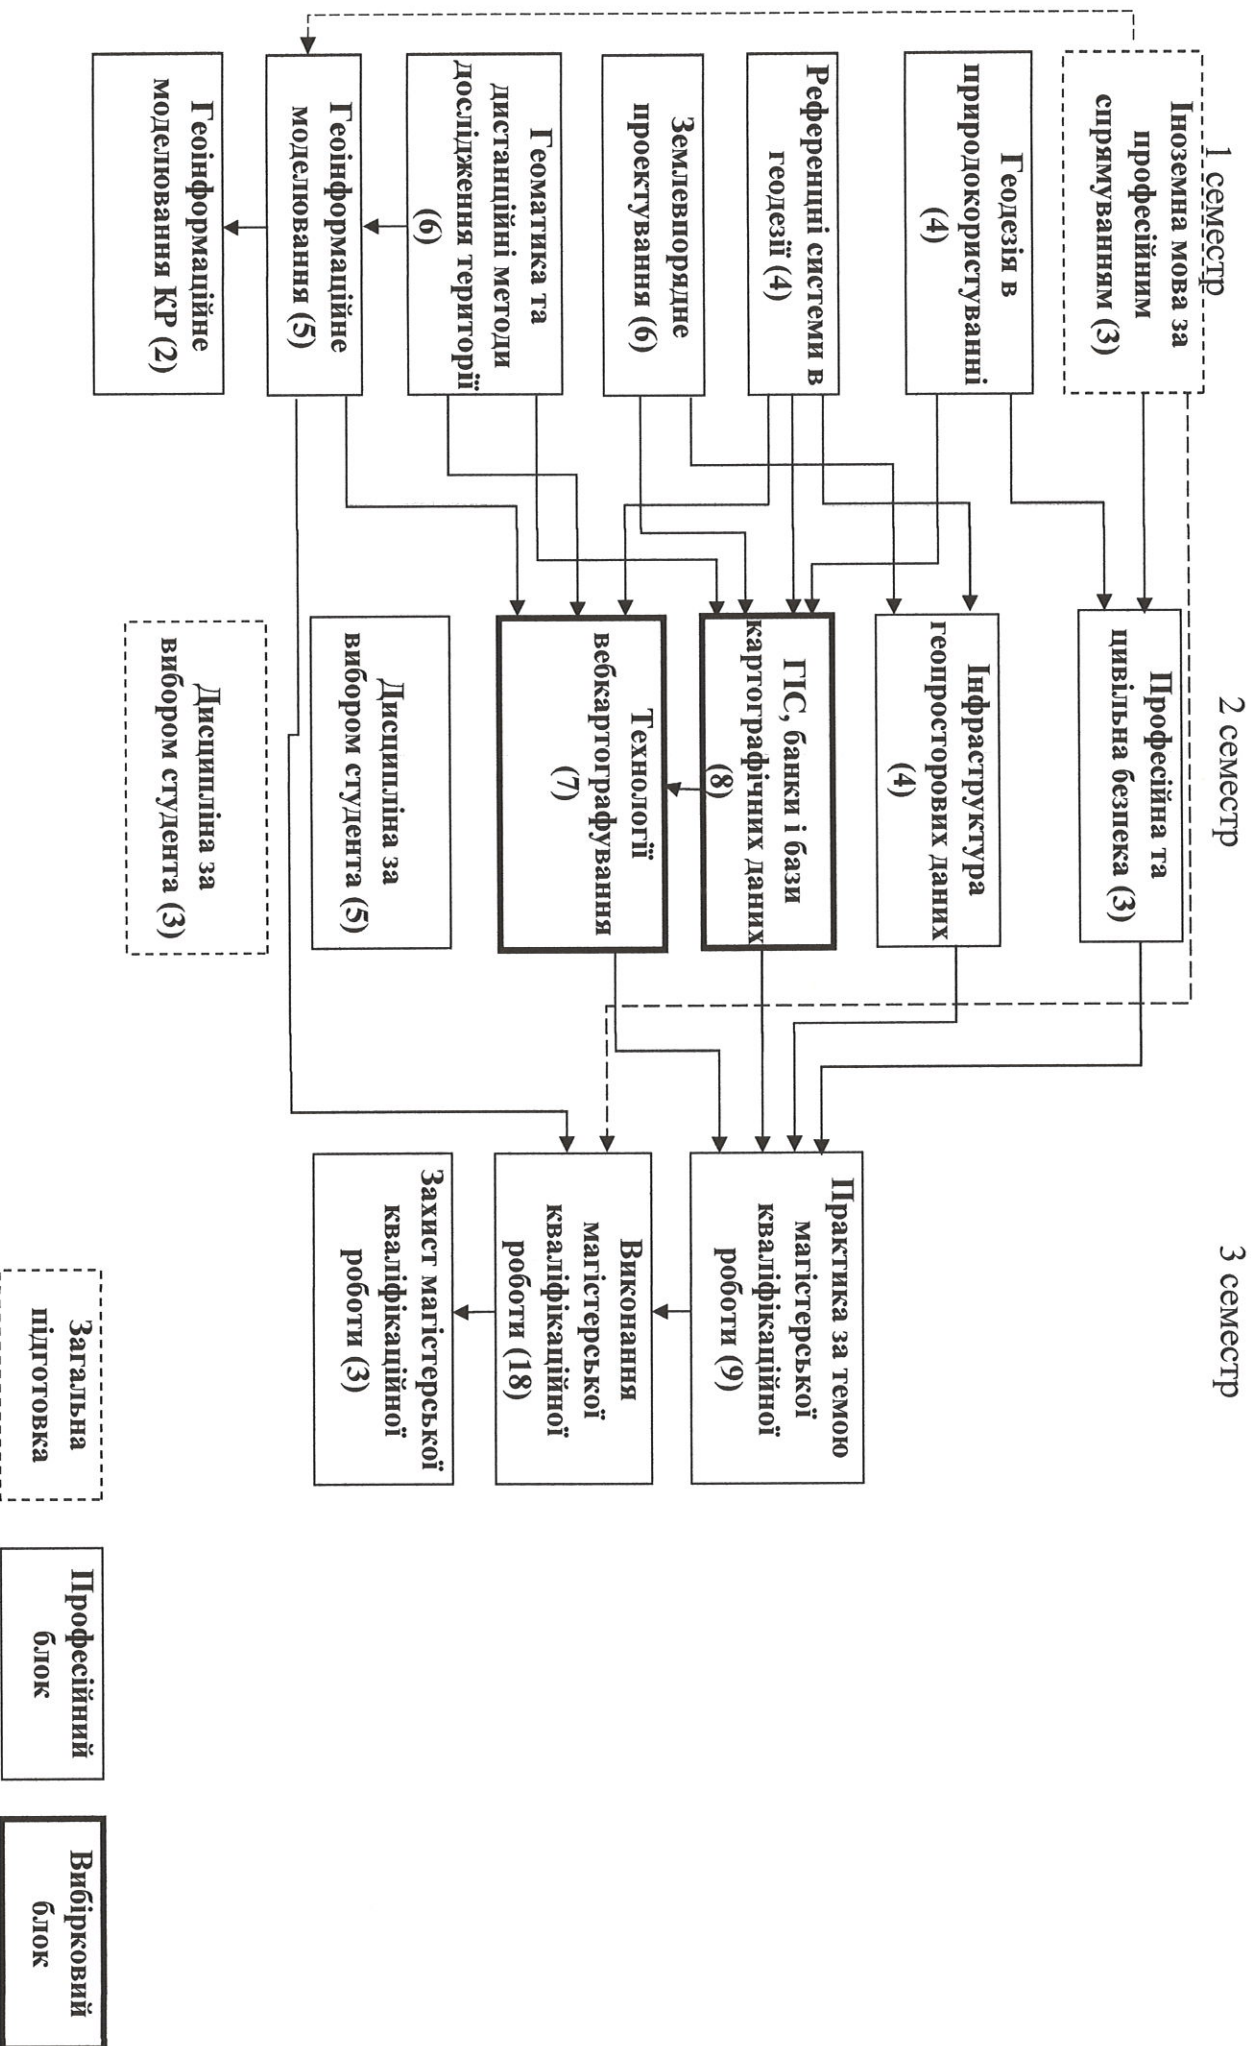 1 семестр
Іноземна мова за
професійним
спрямуванням (3)
Геодезія в
природокористуванні
(4)
Референцні системи в
геодезії (4)
Землевпорядне
проектування (6)
Геоматика та
дистанційні методи
дослідження території
(6)
Геоінформаційне
моделювання (5)
Геоінформаційне
моделювання КР (2)
2 семестр
Професійна та
цивільна безпека (3)
Інфраструктура
геопросторових даних
(4)
ГІС, банки і бази
картографічних даних
(8)
Технології
вебкартографування
(7)
Дисципліна за
вибором студента (5)
Дисципліна за
вибором студента (3)
3 семестр
Практика за темою
магістерської
кваліфікаційної
роботи (9)
Виконання
магістерської
кваліфікаційної
роботи (18)
Захист магістерської
кваліфікаційної
роботи (3)
Загальна
підготовка
Професійний
блок
Вибірковий
блок